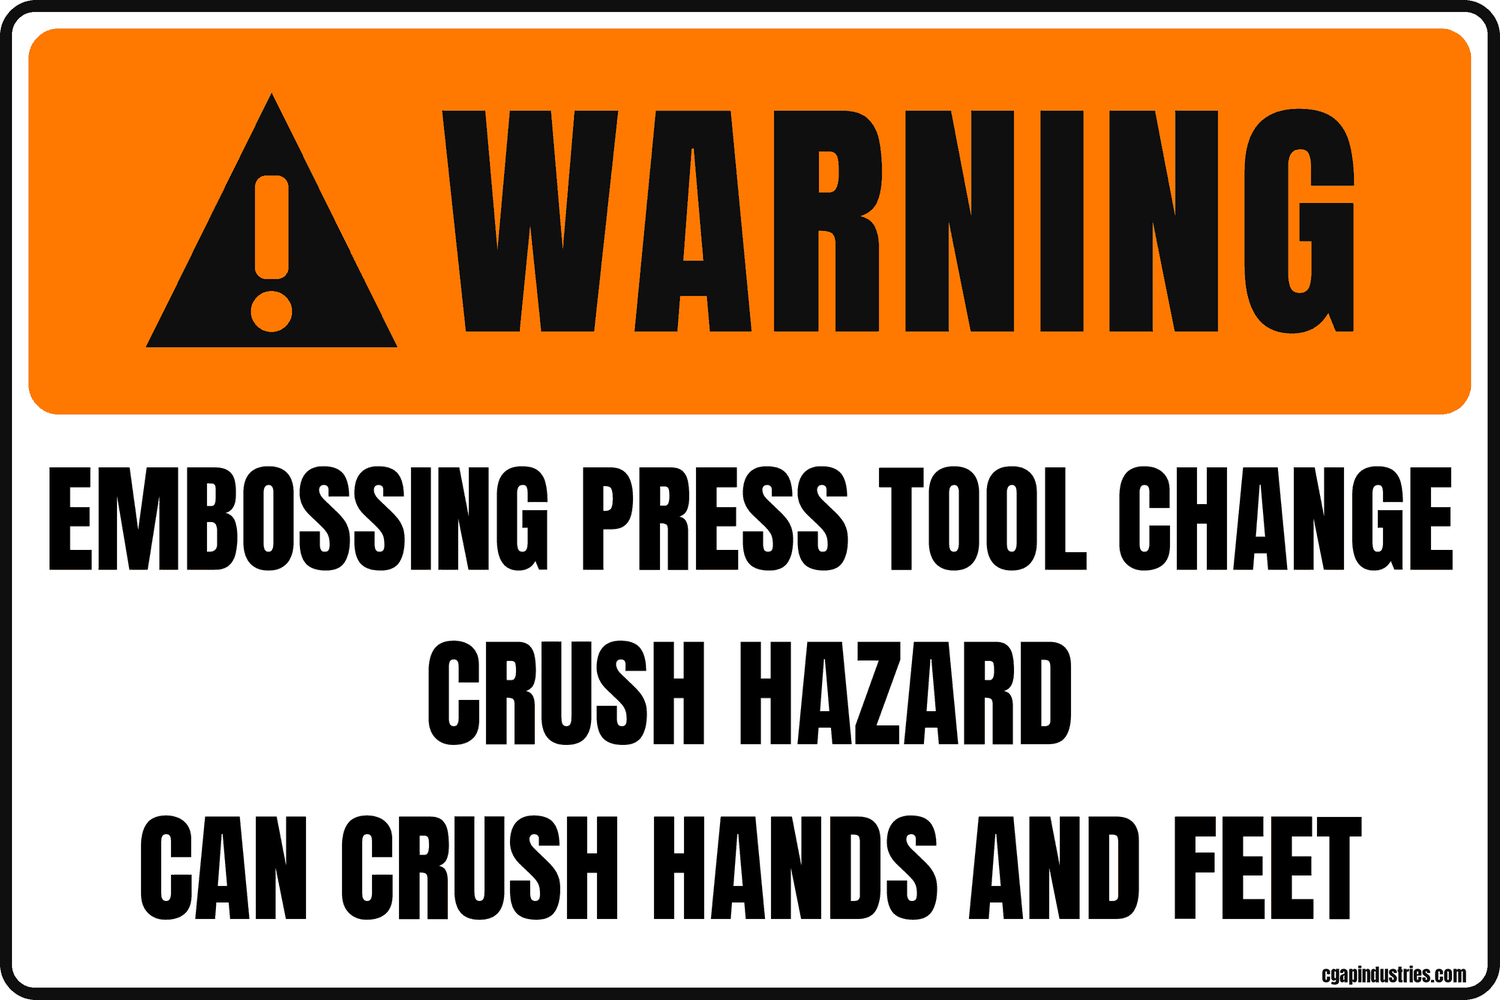 WARNING
EMBOSSING PRESS TOOL CHANGE
CRUSH HAZARD
CAN CRUSH HANDS AND FEET
cgapindustries.com